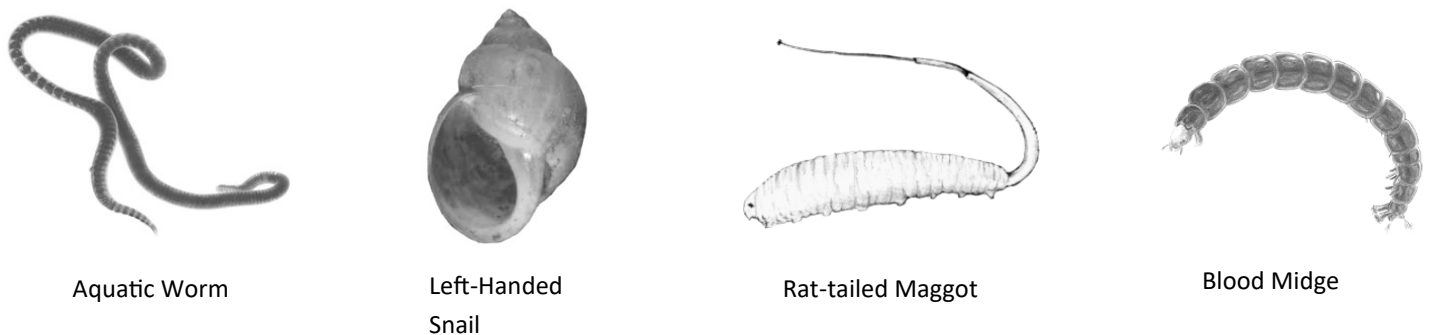 Aquatic Worm
Left-Handed
Snail
Rat-tailed Maggot
Blood Midge